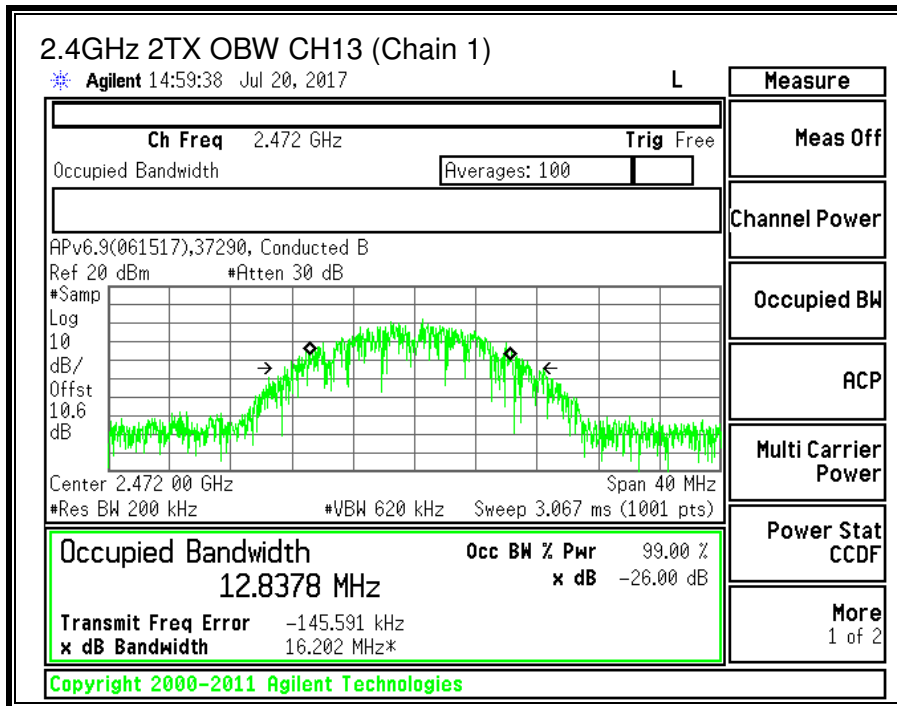 2.4GHz 2TX OBW CH13 (Chain 1)
Agilent 14:59:38 Jul 20, 2017 L
Measure
Ch Freq 2.472 GHz Trig Free
Meas Off
Occupied Bandwidth Averages: 100
Channel Power
APv6.9(061517),37290, Conducted B
Ref 20 dBm #Atten 30 dB
#Samp
Log
10
dB/
Offst
10.6
dB
Occupied BW
ACP
Center 2.472 00 GHz Span 40 MHz
#Res BW 200 kHz #VBW 620 kHz Sweep 3.067 ms (1001 pts)
Multi Carrier
Power
Occupied Bandwidth Occ BW % Pwr 99.00 %
12.8378 MHz x dB -26.00 dB
Power Stat
CCDF
Transmit Freq Error -145.591 kHz
x dB Bandwidth 16.202 MHz*
More
1 of 2
Copyright 2000-2011 Agilent Technologies